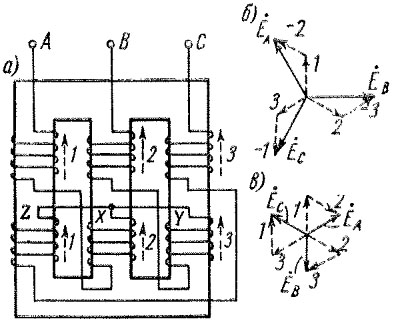 A B C
а)
1 2 3
Z X Y
1 2 3
б)
Ė_A -2
1
Ė_B
3 2 3
-1 Ė_C
в)
Ė_C 1 2
Ė_A
1 2
3
Ė_B 3